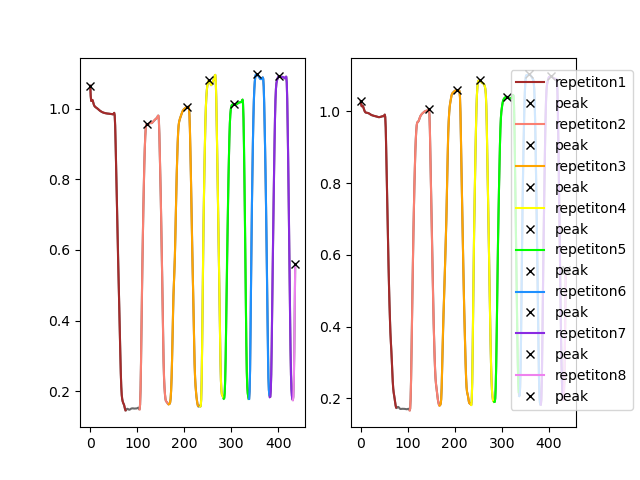 1.0
0.8
0.6
0.4
0.2
0
100
200
300
400
1.0
0.8
0.6
0.4
0.2
0
100
200
300
400
repetiton1
peak
repetiton2
peak
repetiton3
peak
repetiton4
peak
repetiton5
peak
repetiton6
peak
repetiton7
peak
repetiton8
peak